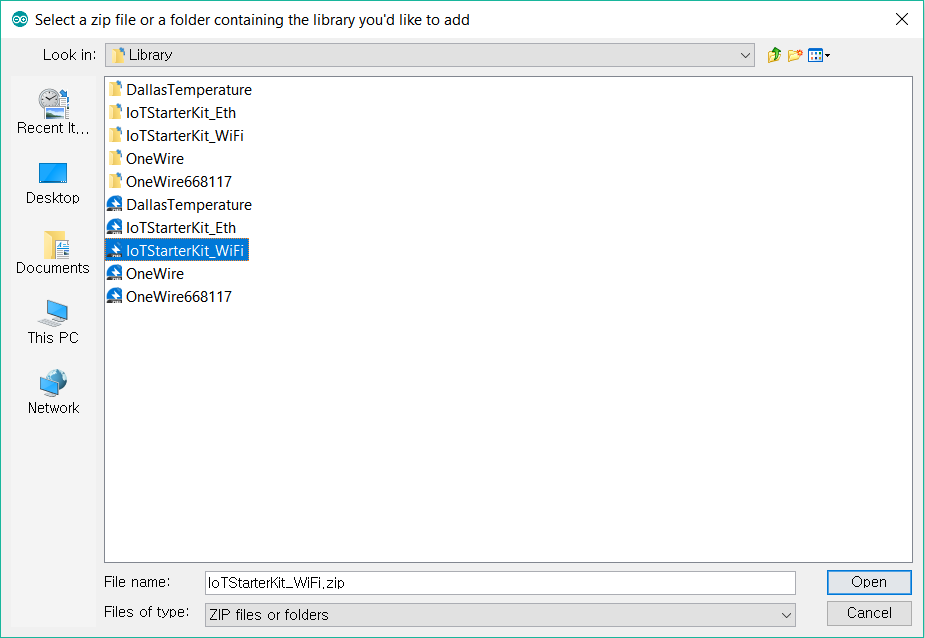 Select a zip file or a folder containing the library you'd like to add
Look in:
Library
Recent It...
Desktop
Documents
This PC
Network
DallasTemperature
IoTStarterKit_Eth
IoTStarterKit_WiFi
OneWire
OneWire668117
DallasTemperature
IoTStarterKit_Eth
IoTStarterKit_WiFi
OneWire
OneWire668117
File name:
IoTStarterKit_WiFi.zip
Open
Files of type:
ZIP files or folders
Cancel